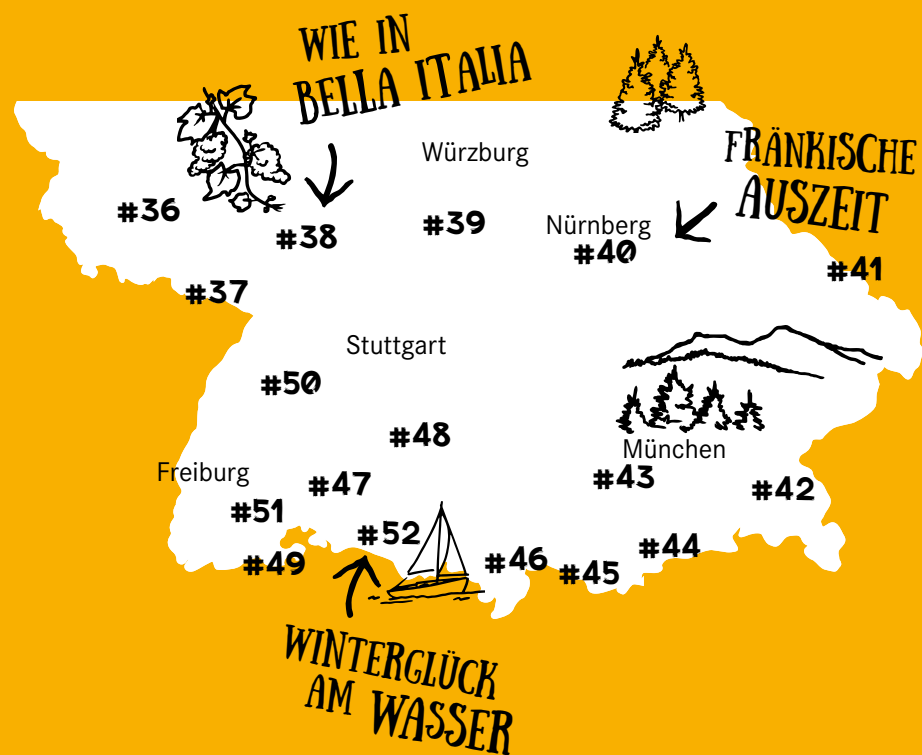 WIE IN
BELLA ITALIA
Würzburg
FRÄNKISCHE
AUSZEIT
#36
#38
#39
Nürnberg
#40
#41
#37
Stuttgart
#50
#48
München
Freiburg
#47
#43
#42
#51
#52
#44
#49
#46
#45
WINTERGLÜCK
AM WASSER